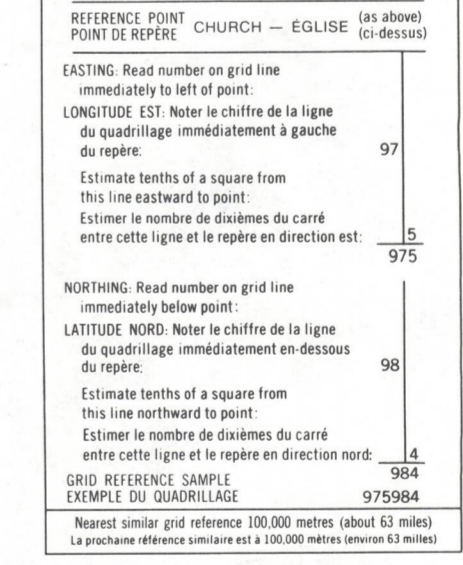 REFERENCE POINT CHURCH — ÉGLISE (as above)
POINT DE REPÈRE (ci-dessus)
EASTING: Read number on grid line
immediately to left of point:
LONGITUDE EST: Noter le chiffre de la ligne
du quadrillage immédiatement à gauche
du repère: 97
Estimate tenths of a square from
this line eastward to point:
Estimer le nombre de dixièmes du carré
entre cette ligne et le repère en direction est: 5
975
NORTHING: Read number on grid line
immediately below point:
LATITUDE NORD: Noter le chiffre de la ligne
du quadrillage immédiatement en-dessous
du repère: 98
Estimate tenths of a square from
this line northward to point:
Estimer le nombre de dixièmes du carré
entre cette ligne et le repère en direction nord: 4
GRID REFERENCE SAMPLE 984
EXEMPLE DU QUADRILLAGE 975984
Nearest similar grid reference 100,000 metres (about 63 miles)
La prochaine référence similaire est à 100,000 mètres (environ 63 milles)